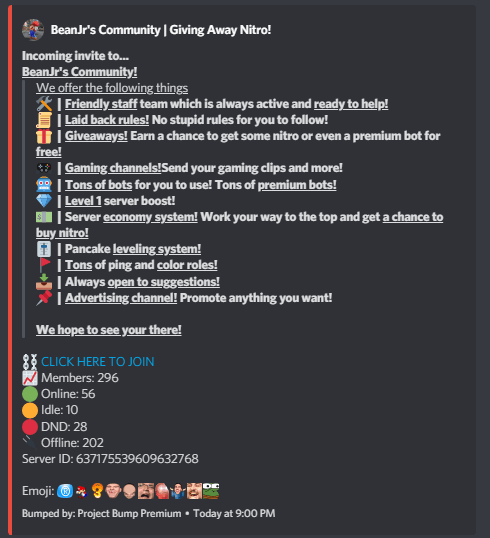 BeanJr's Community | Giving Away Nitro!
Incoming invite to...
BeanJr's Community!
We offer the following things
| Friendly staff team which is always active and ready to help!
| Laid back rules! No stupid rules for you to follow!
| Giveaways! Earn a chance to get some nitro or even a premium bot for
free!
| Gaming channels!Send your gaming clips and more!
| Tons of bots for you to use! Tons of premium bots!
| Level 1 server boost!
| Server economy system! Work your way to the top and get a chance to
buy nitro!
| Pancake leveling system!
| Tons of ping and color roles!
| Always open to suggestions!
| Advertising channel! Promote anything you want!
We hope to see your there!
CLICK HERE TO JOIN
Members: 296
Online: 56
Idle: 10
DND: 28
Offline: 202
Server ID: 637175539609632768
Emoji:
Bumped by: Project Bump Premium • Today at 9:00 PM